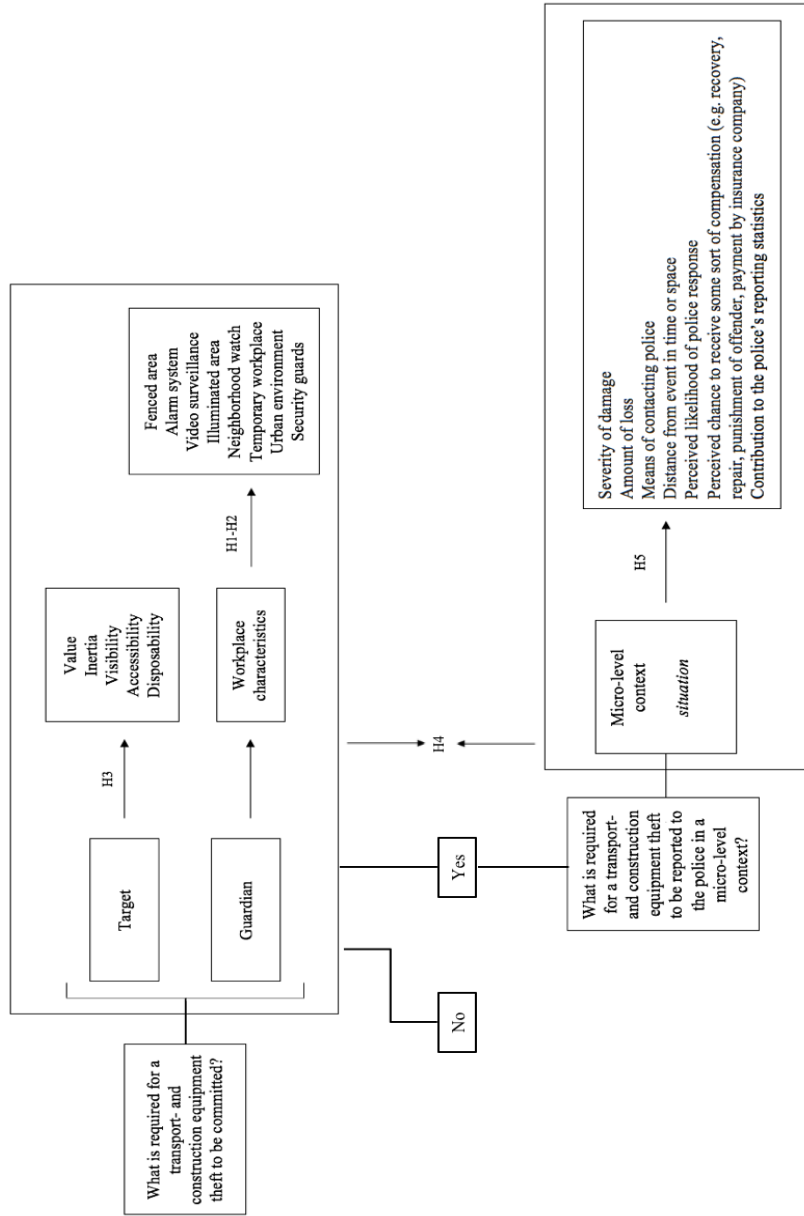 What is required for a
transport- and
construction equipment
theft to be committed?
Target
H3
Value
Inertia
Visibility
Accessibility
Disposability
Guardian
Workplace
characteristics
H1-H2
Fenced area
Alarm system
Video surveillance
Illuminated area
Neighborhood watch
Temporary workplace
Urban environment
Security guards
No
Yes
H4
What is required
for a transport-
and construction
equipment theft
to be reported to
the police in a
micro-level
context?
Micro-level
context
situation
H5
Severity of damage
Amount of loss
Means of contacting police
Distance from event in time or space
Perceived likelihood of police response
Perceived chance to receive some sort of compensation (e.g. recovery,
repair, punishment of offender, payment by insurance company)
Contribution to the police's reporting statistics